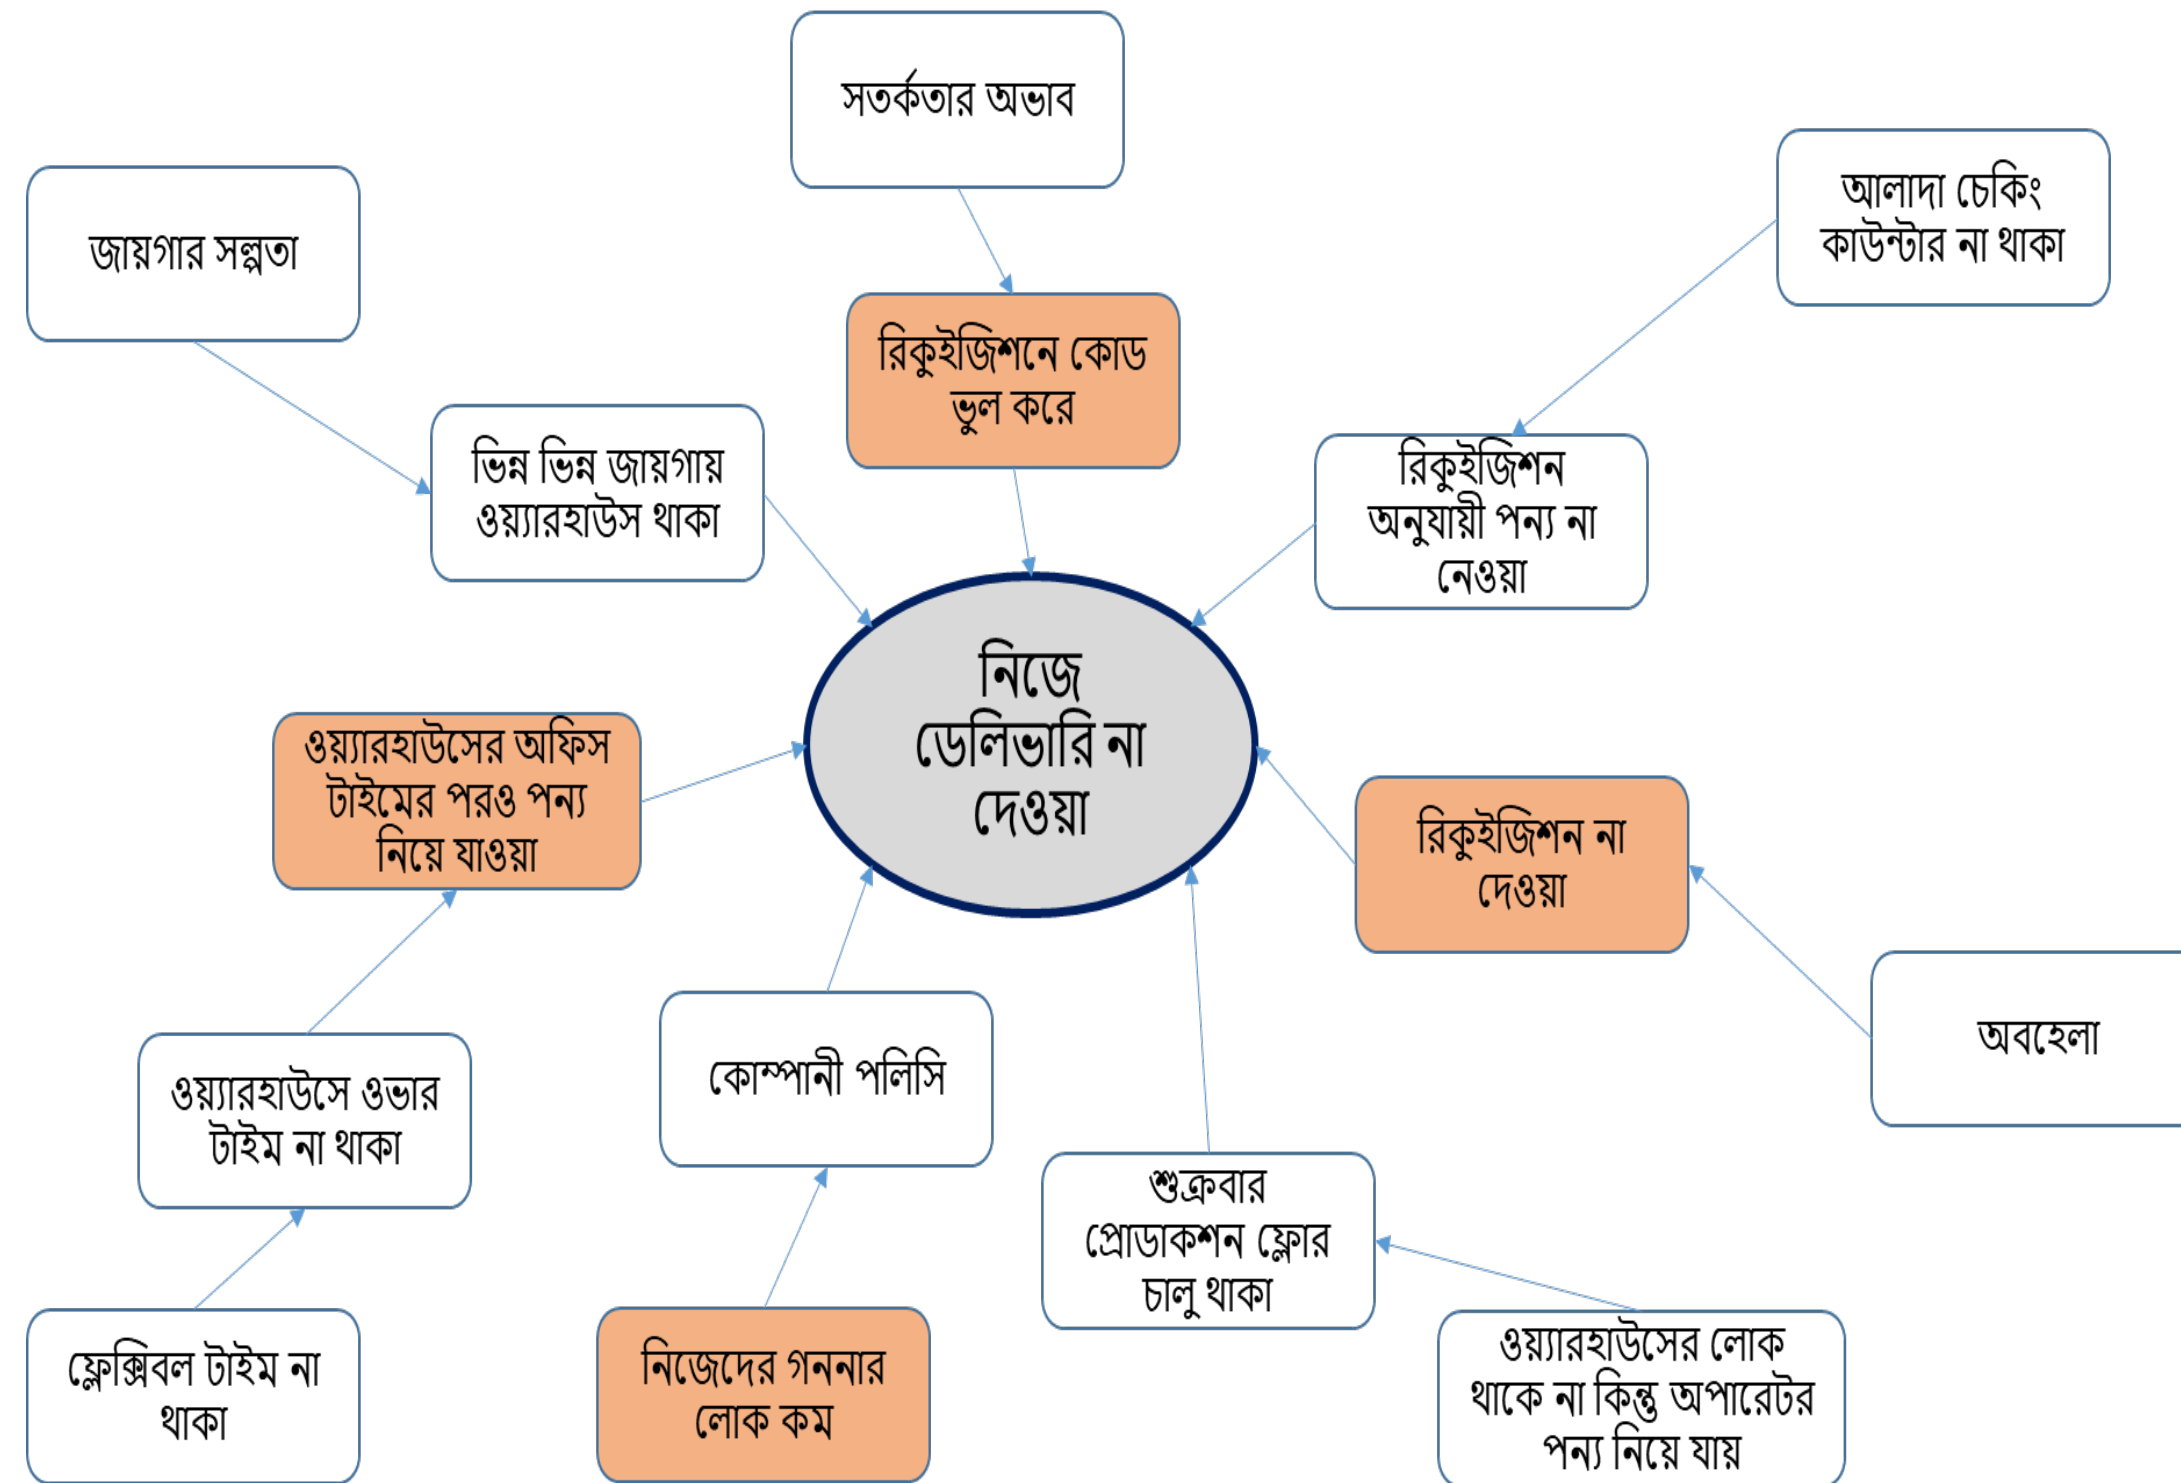 সতর্কতার অভাব
আলাদা চেকিং
কাউন্টার না থাকা
জায়গার সল্পতা
রিকুইজিশনে কোড
ভুল করে
ভিন্ন ভিন্ন জায়গায়
ওয়্যারহাউস থাকা
রিকুইজিশন
অনুযায়ী পন্য না
নেওয়া
নিজে
ডেলিভারি না
দেওয়া
ওয়্যারহাউসের অফিস
টাইমের পরও পন্য
নিয়ে যাওয়া
রিকুইজিশন না
দেওয়া
অবহেলা
কোম্পানী পলিসি
ওয়্যারহাউসে ওভার
টাইম না থাকা
শুক্রবার
প্রোডাকশন ফ্লোর
চালু থাকা
ফ্লেক্সিবল টাইম না
থাকা
নিজেদের গননার
লোক কম
ওয়্যারহাউসের লোক
থাকে না কিন্তু অপারেটর
পন্য নিয়ে যায়